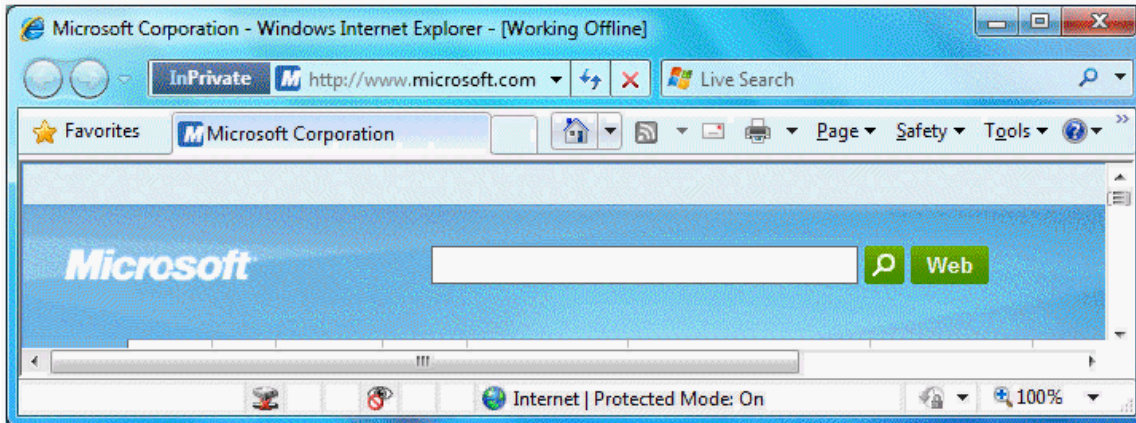 Microsoft Corporation - Windows Internet Explorer - [Working Offline]
InPrivate http://www.microsoft.com Live Search
Favorites Microsoft Corporation Page Safety Tools
Microsoft Web
Internet | Protected Mode: On 100%